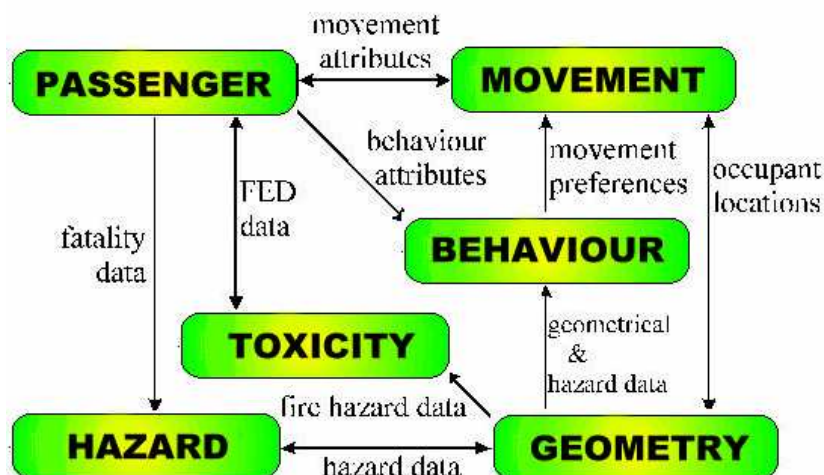 movement
attributes
PASSENGER
MOVEMENT
behaviour
attributes
movement
preferences
occupant
locations
FED
data
fatality
data
BEHAVIOUR
TOXICITY
geometrical
&
hazard data
fire hazard data
HAZARD
GEOMETRY
hazard data